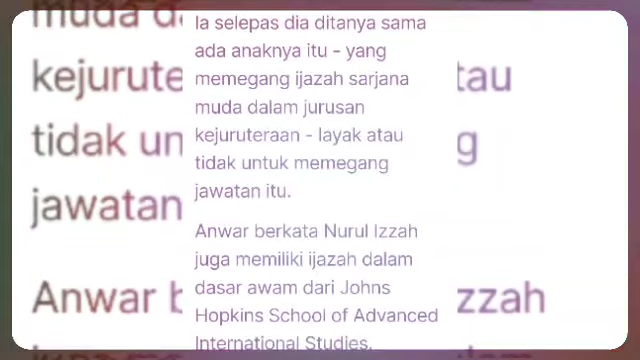 Ia selepas dia ditanya sama
ada anaknya itu - yang
memegang ijazah sarjana
muda dalam jurusan
kejuruteraan - layak atau
tidak untuk memegang
jawatan itu.
Anwar berkata Nurul Izzah
juga memiliki ijazah dalam
dasar awam dari Johns
Hopkins School of Advanced
International Studies.